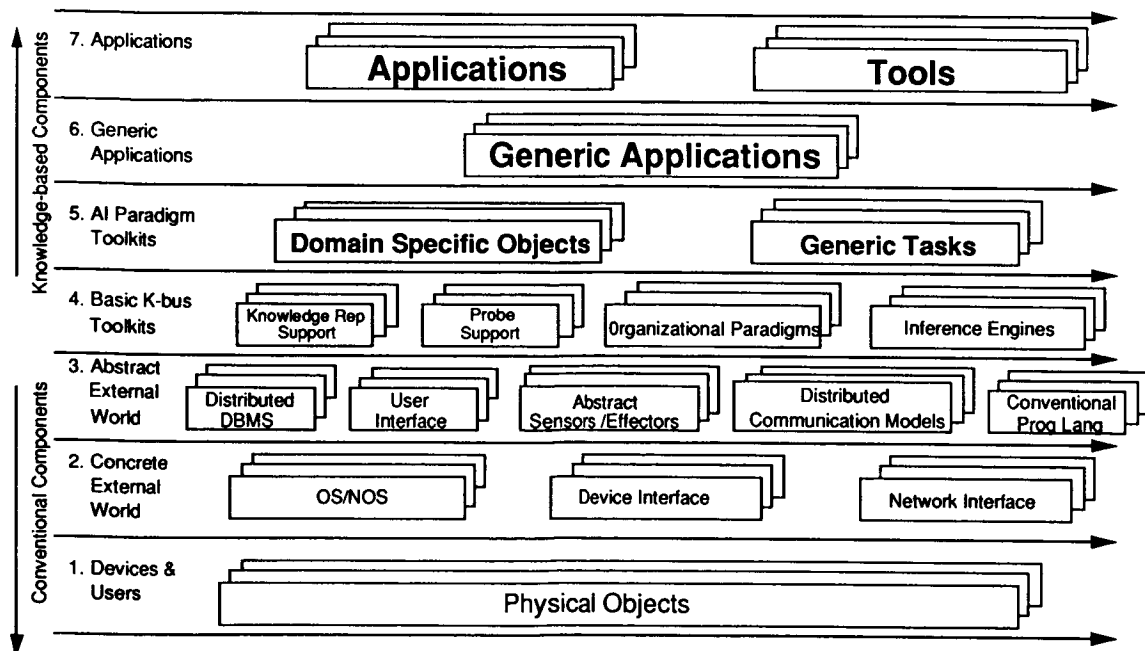 Knowledge-based Components
7. Applications
Applications
Tools
6. Generic
Applications
Generic Applications
5. AI Paradigm
Toolkits
Domain Specific Objects
Generic Tasks
4. Basic K-bus
Toolkits
Knowledge Rep
Support
Probe
Support
0rganizational Paradigms
Inference Engines
Conventional Components
3. Abstract
External
World
Distributed
DBMS
User
Interface
Abstract
Sensors /Effectors
Distributed
Communication Models
Conventional
Prog Lang
2. Concrete
External
World
OS/NOS
Device Interface
Network Interface
1. Devices &
Users
Physical Objects